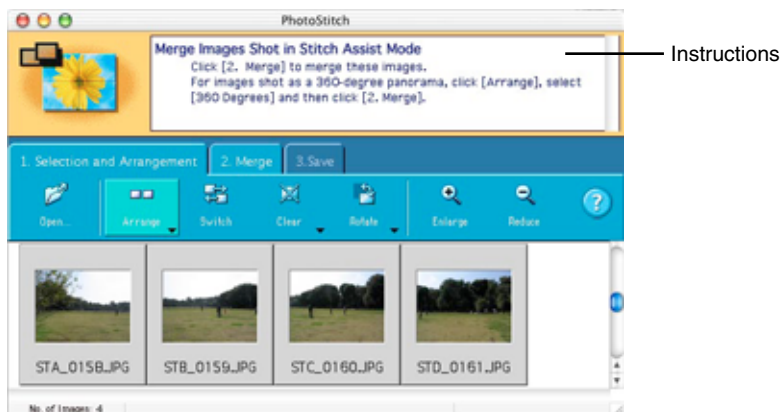 PhotoStitch
Merge Images Shot in Stitch Assist Mode
Click [2. Merge] to merge these images.
For images shot as a 360-degree panorama, click [Arrange], select
[360 Degrees] and then click [2. Merge].
Instructions
1. Selection and Arrangement 2. Merge 3.Save
Open... Arrange Switch Clear Rotate Enlarge Reduce ?
STA_0158.JPG STB_0159.JPG STC_0160.JPG STD_0161.JPG
No. of Images: 4